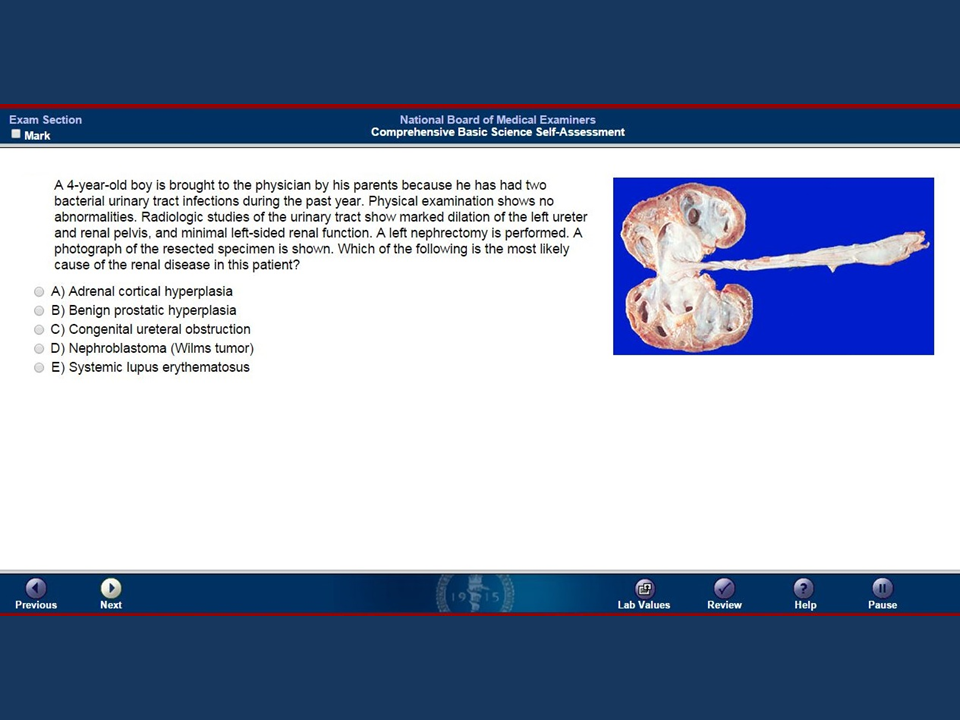 Exam Section
Mark
National Board of Medical Examiners
Comprehensive Basic Science Self-Assessment
A 4-year-old boy is brought to the physician by his parents because he has had two
bacterial urinary tract infections during the past year. Physical examination shows no
abnormalities. Radiologic studies of the urinary tract show marked dilation of the left ureter
and renal pelvis, and minimal left-sided renal function. A left nephrectomy is performed. A
photograph of the resected specimen is shown. Which of the following is the most likely
cause of the renal disease in this patient?
A) Adrenal cortical hyperplasia
B) Benign prostatic hyperplasia
C) Congenital ureteral obstruction
D) Nephroblastoma (Wilms tumor)
E) Systemic lupus erythematosus
Previous
Next
19 15
Lab Values
Review
Help
Pause